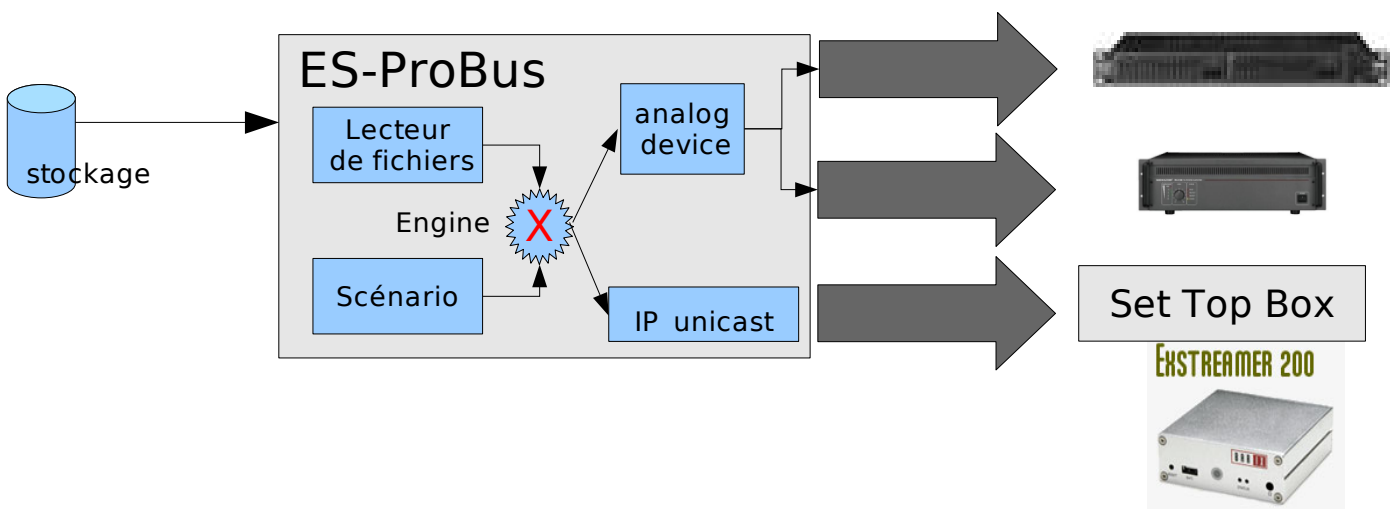 ES-ProBus
Lecteur
de fichiers
analog
device
stockage
Engine
X
Scénario
IP unicast
Set Top Box
EXSTREAMER 200